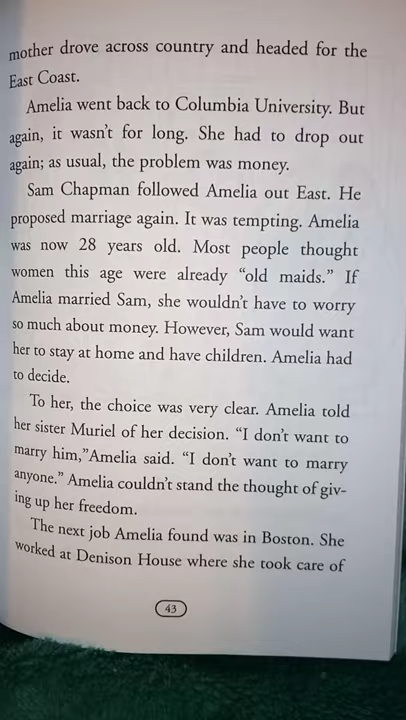 mother drove across country and headed for the
East Coast.
Amelia went back to Columbia University. But
again, it wasn't for long. She had to drop out
again; as usual, the problem was money.
Sam Chapman followed Amelia out East. He
proposed marriage again. It was tempting. Amelia
was now 28 years old. Most people thought
women this age were already "old maids." If
Amelia married Sam, she wouldn't have to worry
so much about money. However, Sam would want
her to stay at home and have children. Amelia had
to decide.
To her, the choice was very clear. Amelia told
her sister Muriel of her decision. "I don't want to
marry him,"Amelia said. "I don't want to marry
anyone." Amelia couldn't stand the thought of giv-
ing up her freedom.
The next job Amelia found was in Boston. She
worked at Denison House where she took care of
43